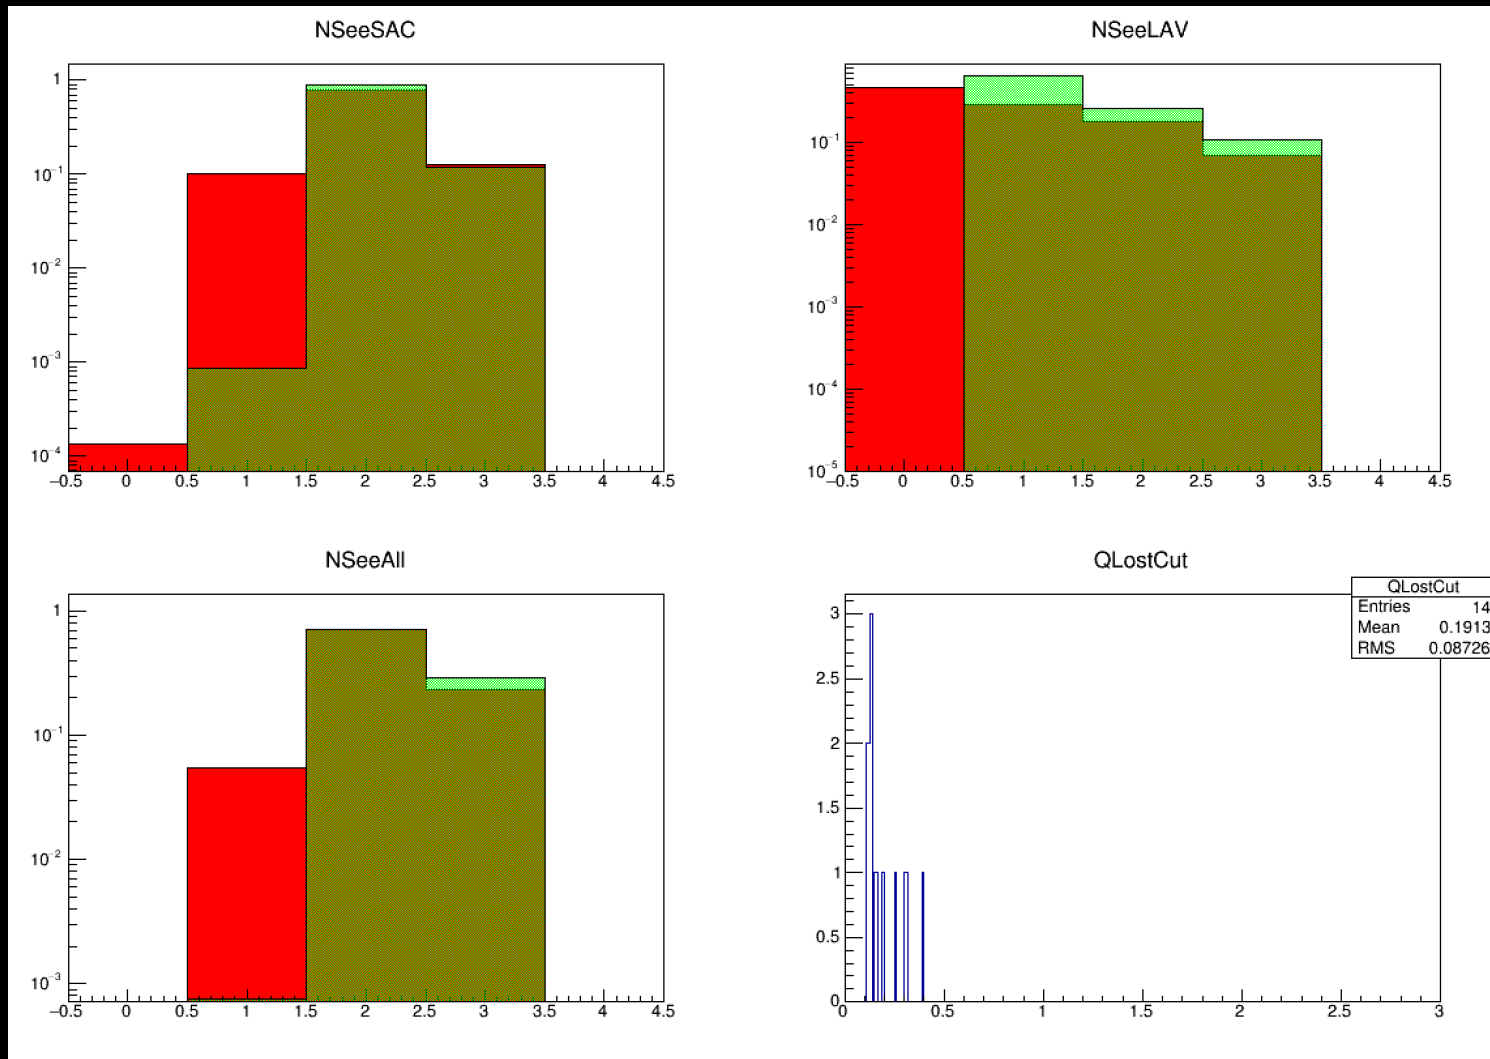 NSeeSAC
1
10⁻¹
10⁻²
10⁻³
10⁻⁴
−0.5 0 0.5 1 1.5 2 2.5 3 3.5 4 4.5
NSeeLAV
10⁻¹
10⁻²
10⁻³
10⁻⁴
10⁻⁵
−0.5 0 0.5 1 1.5 2 2.5 3 3.5 4 4.5
NSeeAll
1
10⁻¹
10⁻²
10⁻³
−0.5 0 0.5 1 1.5 2 2.5 3 3.5 4 4.5
QLostCut
QLostCut
Entries 14
Mean 0.1913
RMS 0.08726
3
2.5
2
1.5
1
0.5
0
0 0.5 1 1.5 2 2.5 3